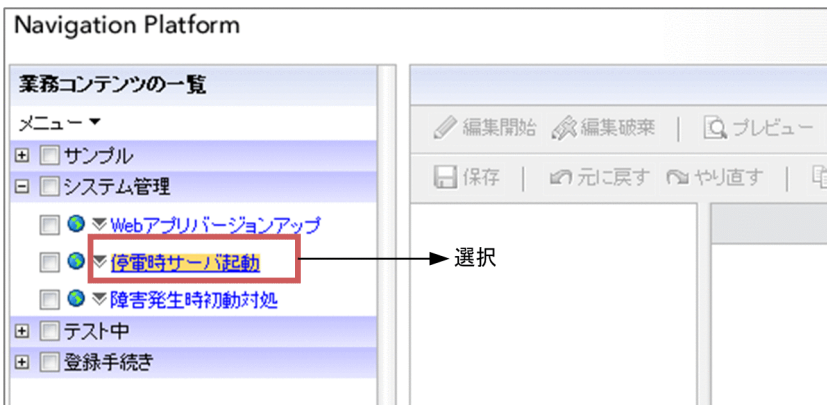 Navigation Platform
業務コンテンツの一覧
メニュー▼
サンプル
システム管理
Webアプリバージョンアップ
停電時サーバ起動
障害発生時初動対処
テスト中
登録手続き
編集開始 編集破棄 | プレビュー
保存 | 元に戻す やり直す |
選択